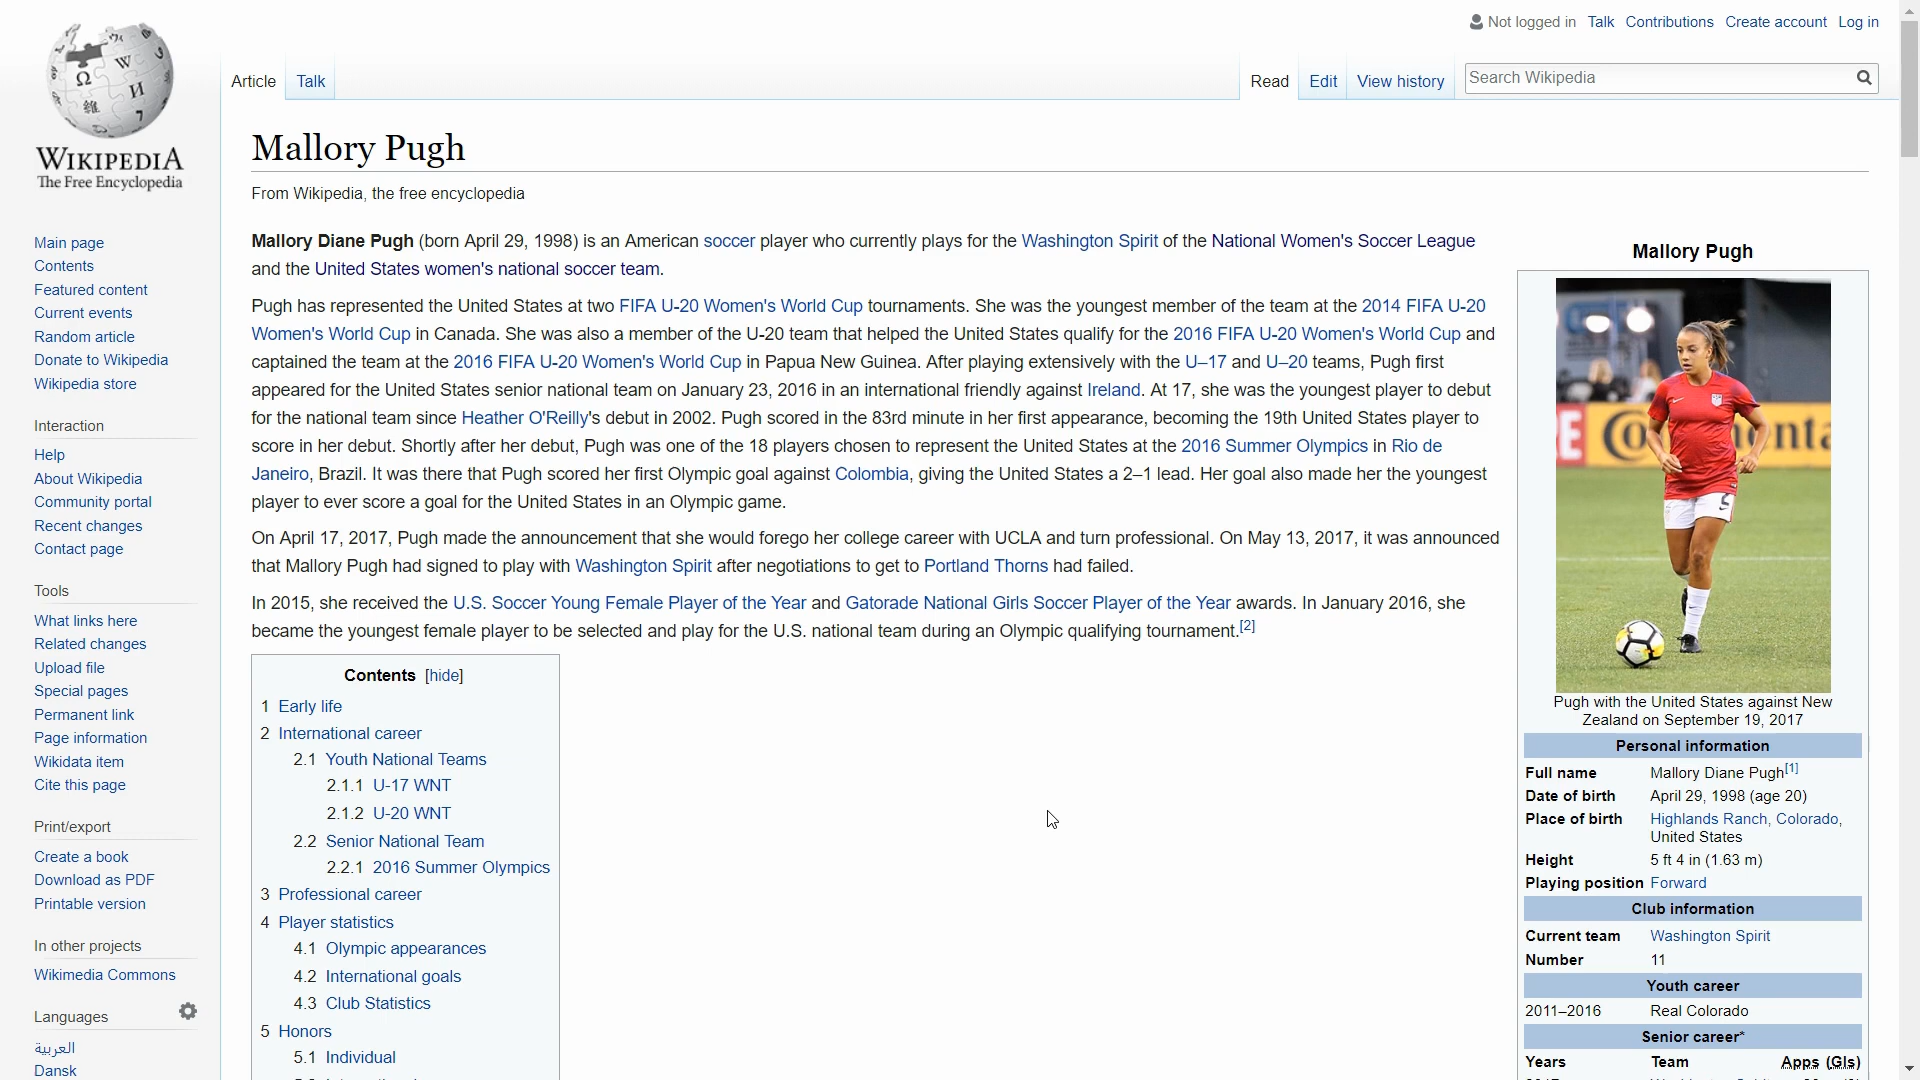 Not logged in Talk Contributions Create account Log in
Article Talk Read Edit View history Search Wikipedia
WIKIPEDIA
The Free Encyclopedia
Main page
Contents
Featured content
Current events
Random article
Donate to Wikipedia
Wikipedia store
Interaction
Help
About Wikipedia
Community portal
Recent changes
Contact page
Tools
What links here
Related changes
Upload file
Special pages
Permanent link
Page information
Wikidata item
Cite this page
Print/export
Create a book
Download as PDF
Printable version
In other projects
Wikimedia Commons
Languages
العربية
Dansk
Mallory Pugh
From Wikipedia, the free encyclopedia
Mallory Diane Pugh (born April 29, 1998) is an American soccer player who currently plays for the Washington Spirit of the National Women's Soccer League
and the United States women's national soccer team.
Pugh has represented the United States at two FIFA U-20 Women's World Cup tournaments. She was the youngest member of the team at the 2014 FIFA U-20
Women's World Cup in Canada. She was also a member of the U-20 team that helped the United States qualify for the 2016 FIFA U-20 Women's World Cup and
captained the team at the 2016 FIFA U-20 Women's World Cup in Papua New Guinea. After playing extensively with the U–17 and U–20 teams, Pugh first
appeared for the United States senior national team on January 23, 2016 in an international friendly against Ireland. At 17, she was the youngest player to debut
for the national team since Heather O'Reilly's debut in 2002. Pugh scored in the 83rd minute in her first appearance, becoming the 19th United States player to
score in her debut. Shortly after her debut, Pugh was one of the 18 players chosen to represent the United States at the 2016 Summer Olympics in Rio de
Janeiro, Brazil. It was there that Pugh scored her first Olympic goal against Colombia, giving the United States a 2–1 lead. Her goal also made her the youngest
player to ever score a goal for the United States in an Olympic game.
On April 17, 2017, Pugh made the announcement that she would forego her college career with UCLA and turn professional. On May 13, 2017, it was announced
that Mallory Pugh had signed to play with Washington Spirit after negotiations to get to Portland Thorns had failed.
In 2015, she received the U.S. Soccer Young Female Player of the Year and Gatorade National Girls Soccer Player of the Year awards. In January 2016, she
became the youngest female player to be selected and play for the U.S. national team during an Olympic qualifying tournament.[2]
Contents [hide]
1 Early life
2 International career
2.1 Youth National Teams
2.1.1 U-17 WNT
2.1.2 U-20 WNT
2.2 Senior National Team
2.2.1 2016 Summer Olympics
3 Professional career
4 Player statistics
4.1 Olympic appearances
4.2 International goals
4.3 Club Statistics
5 Honors
5.1 Individual
Mallory Pugh
Pugh with the United States against New
Zealand on September 19, 2017
Personal information
Full name Mallory Diane Pugh[1]
Date of birth April 29, 1998 (age 20)
Place of birth Highlands Ranch, Colorado,
United States
Height 5 ft 4 in (1.63 m)
Playing position Forward
Club information
Current team Washington Spirit
Number 11
Youth career
2011–2016 Real Colorado
Senior career*
Years Team Apps (Gls)